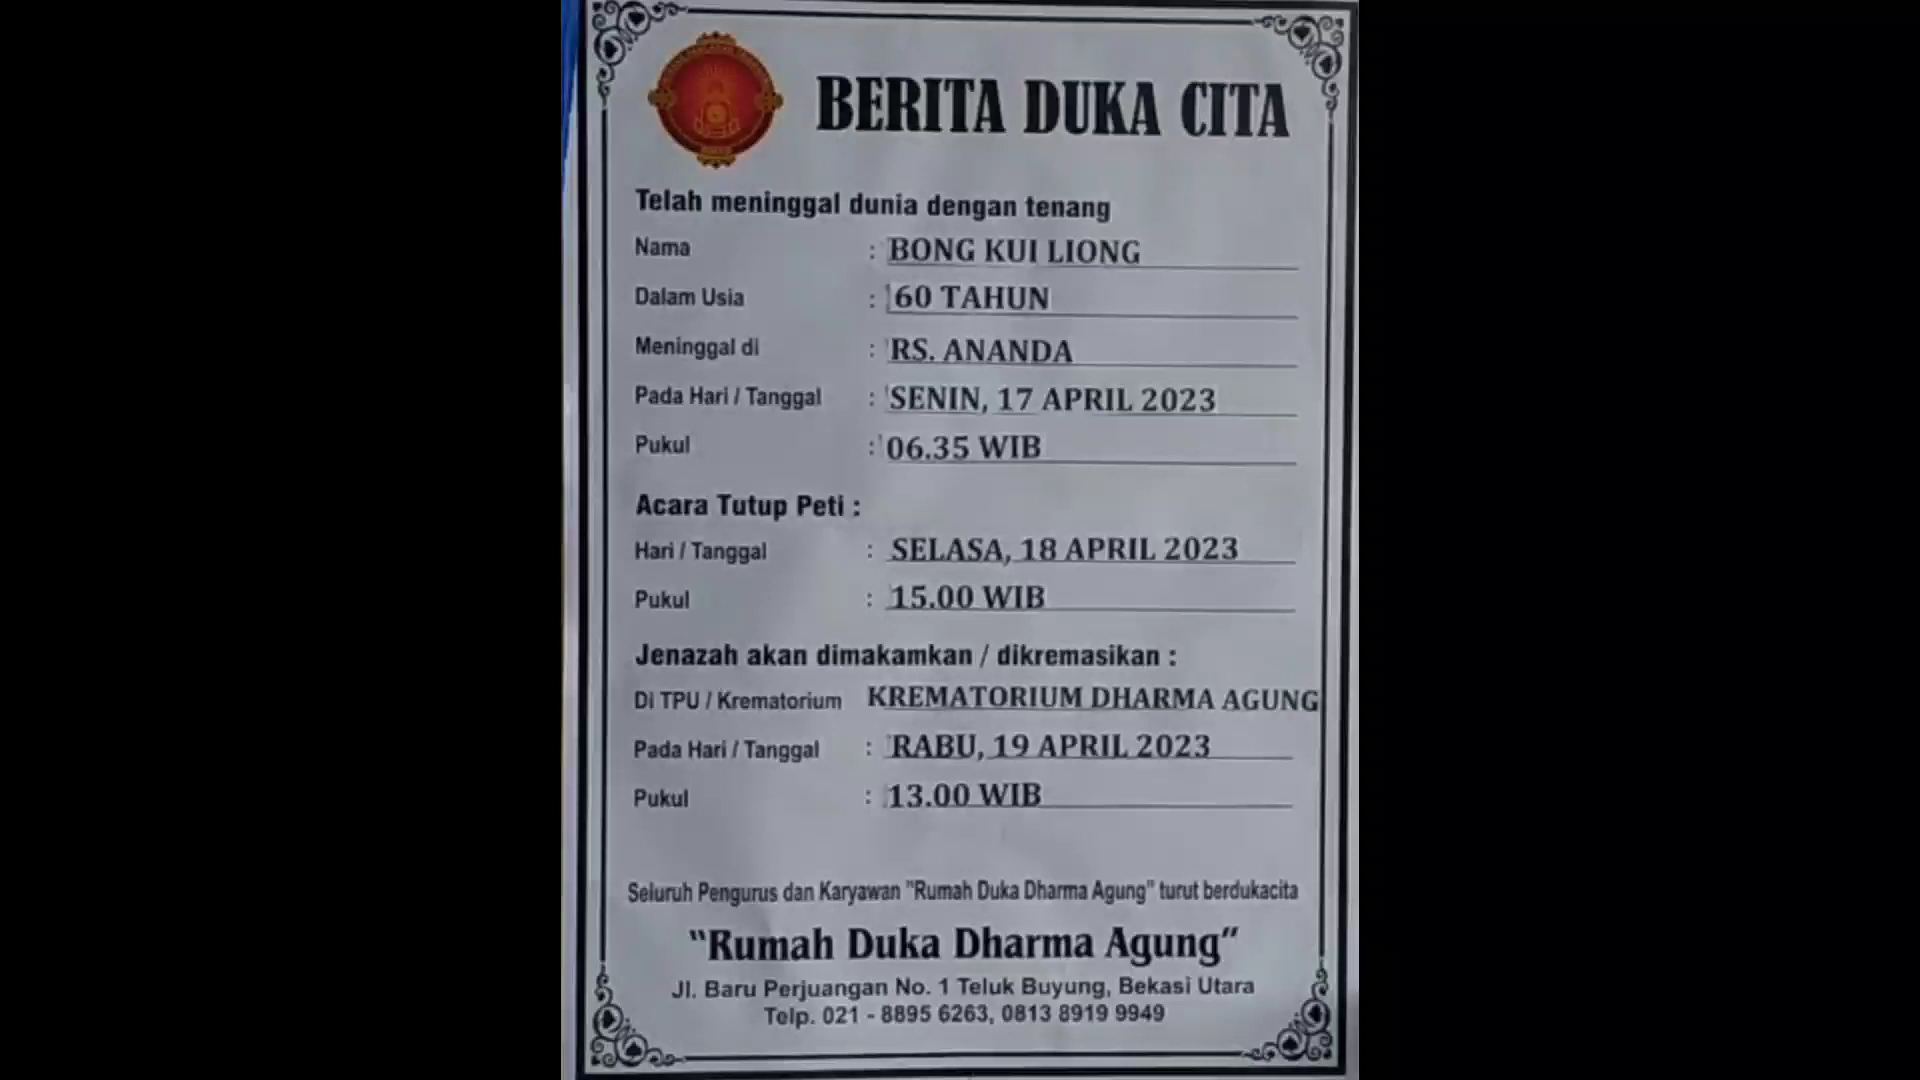 BERITA DUKA CITA
Telah meninggal dunia dengan tenang
Nama : BONG KUI LIONG
Dalam Usia : 60 TAHUN
Meninggal di : RS. ANANDA
Pada Hari / Tanggal : SENIN, 17 APRIL 2023
Pukul : 06.35 WIB
Acara Tutup Peti :
Hari / Tanggal : SELASA, 18 APRIL 2023
Pukul : 15.00 WIB
Jenazah akan dimakamkan / dikremasikan :
Di TPU / Krematorium KREMATORIUM DHARMA AGUNG
Pada Hari / Tanggal : RABU, 19 APRIL 2023
Pukul : 13.00 WIB
Seluruh Pengurus dan Karyawan "Rumah Duka Dharma Agung" turut berdukacita
"Rumah Duka Dharma Agung"
Jl. Baru Perjuangan No. 1 Teluk Buyung, Bekasi Utara
Telp. 021 - 8895 6263, 0813 8919 9949